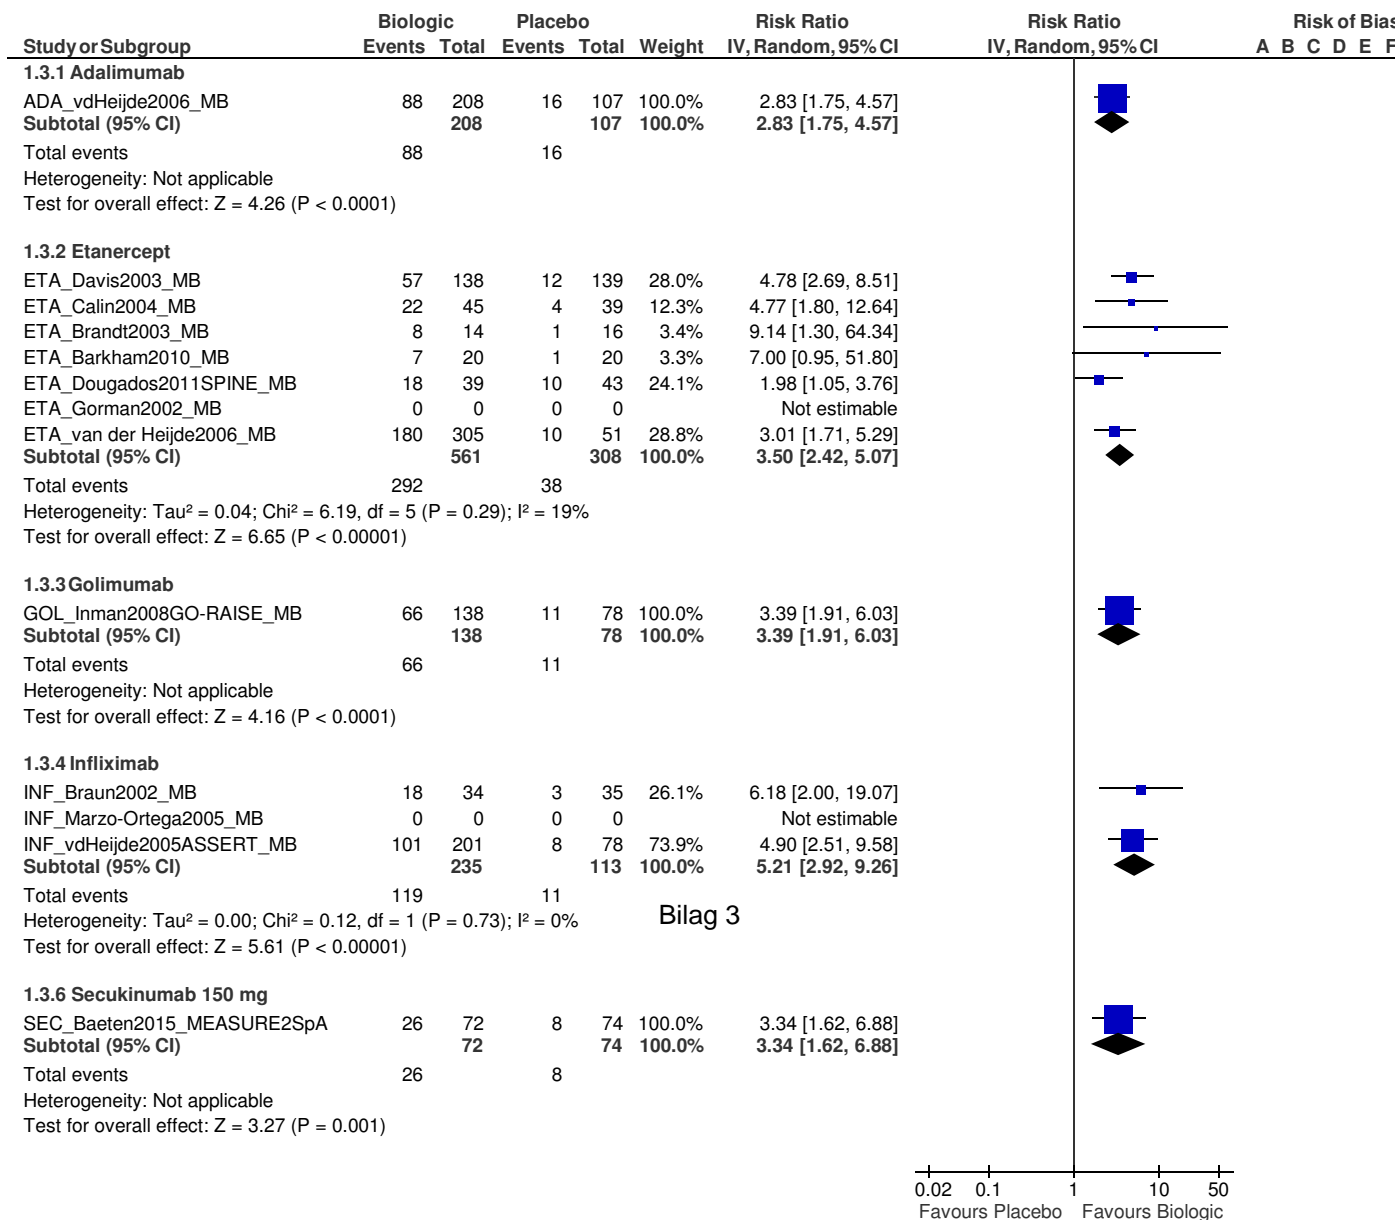 Biologic Placebo Risk Ratio Risk Ratio Risk of Bias
Study or Subgroup Events Total Events Total Weight IV, Random, 95% CI IV, Random, 95% CI A B C D E F
1.3.1 Adalimumab
ADA_vdHeijde2006_MB 88 208 16 107 100.0% 2.83 [1.75, 4.57]
Subtotal (95% CI) 208 107 100.0% 2.83 [1.75, 4.57]
Total events 88 16
Heterogeneity: Not applicable
Test for overall effect: Z = 4.26 (P < 0.0001)
1.3.2 Etanercept
ETA_Davis2003_MB 57 138 12 139 28.0% 4.78 [2.69, 8.51]
ETA_Calin2004_MB 22 45 4 39 12.3% 4.77 [1.80, 12.64]
ETA_Brandt2003_MB 8 14 1 16 3.4% 9.14 [1.30, 64.34]
ETA_Barkham2010_MB 7 20 1 20 3.3% 7.00 [0.95, 51.80]
ETA_Dougados2011SPINE_MB 18 39 10 43 24.1% 1.98 [1.05, 3.76]
ETA_Gorman2002_MB 0 0 0 0 Not estimable
ETA_van der Heijde2006_MB 180 305 10 51 28.8% 3.01 [1.71, 5.29]
Subtotal (95% CI) 561 308 100.0% 3.50 [2.42, 5.07]
Total events 292 38
Heterogeneity: Tau² = 0.04; Chi² = 6.19, df = 5 (P = 0.29); I² = 19%
Test for overall effect: Z = 6.65 (P < 0.00001)
1.3.3 Golimumab
GOL_Inman2008GO-RAISE_MB 66 138 11 78 100.0% 3.39 [1.91, 6.03]
Subtotal (95% CI) 138 78 100.0% 3.39 [1.91, 6.03]
Total events 66 11
Heterogeneity: Not applicable
Test for overall effect: Z = 4.16 (P < 0.0001)
1.3.4 Infliximab
INF_Braun2002_MB 18 34 3 35 26.1% 6.18 [2.00, 19.07]
INF_Marzo-Ortega2005_MB 0 0 0 0 Not estimable
INF_vdHeijde2005ASSERT_MB 101 201 8 78 73.9% 4.90 [2.51, 9.58]
Subtotal (95% CI) 235 113 100.0% 5.21 [2.92, 9.26]
Total events 119 11
Heterogeneity: Tau² = 0.00; Chi² = 0.12, df = 1 (P = 0.73); I² = 0% Bilag 3
Test for overall effect: Z = 5.61 (P < 0.00001)
1.3.6 Secukinumab 150 mg
SEC_Baeten2015_MEASURE2SpA 26 72 8 74 100.0% 3.34 [1.62, 6.88]
Subtotal (95% CI) 72 74 100.0% 3.34 [1.62, 6.88]
Total events 26 8
Heterogeneity: Not applicable
Test for overall effect: Z = 3.27 (P = 0.001)
0.02 0.1 1 10 50
Favours Placebo Favours Biologic